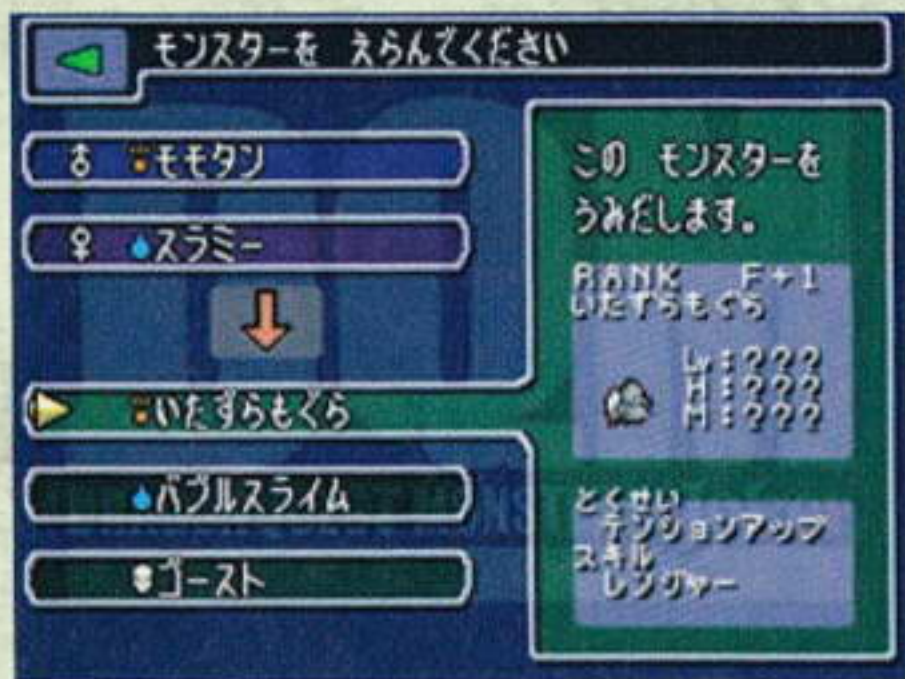 モンスターを えらんでください
♂ モモタン
♀ スラミー
いたずらもぐら
バブルスライム
ゴースト
この モンスターを
うみだします。
RANK F+1
いたずらもぐら
Lv:???
H:???
M:???
とくせい
テンションアップ
スキル
レンジャー